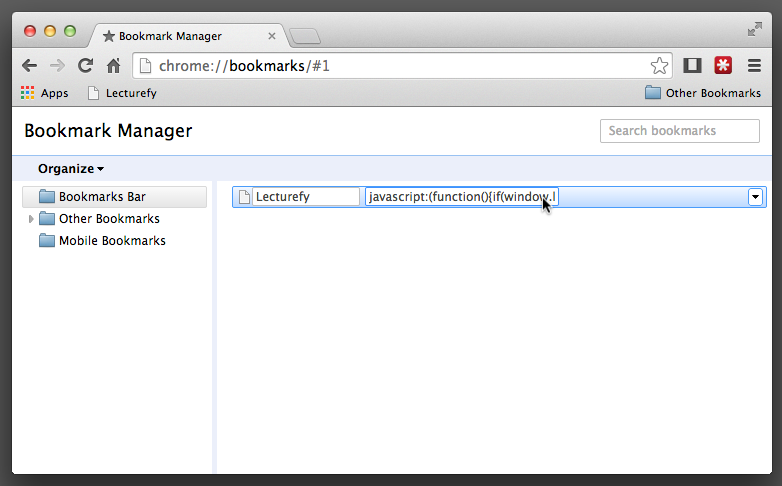 Bookmark Manager
chrome://bookmarks/#1
Apps Lecturefy Other Bookmarks
Bookmark Manager Search bookmarks
Organize
Bookmarks Bar Lecturefy javascript:(function(){if(window.l
Other Bookmarks
Mobile Bookmarks